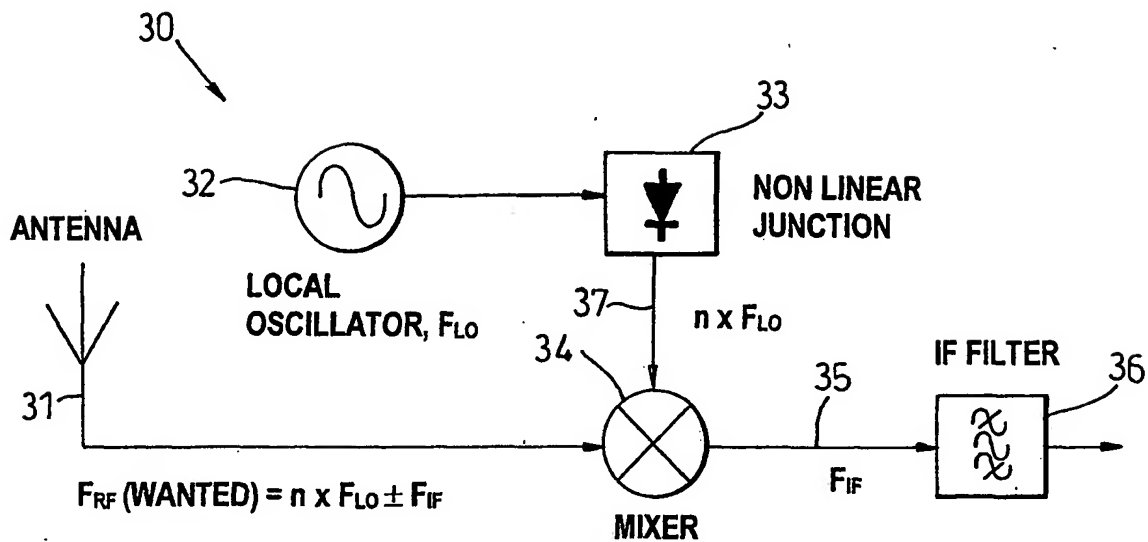 30
33
32
NON LINEAR
JUNCTION
ANTENNA
LOCAL
OSCILLATOR, FLO
37
n x FLO
34
IF FILTER
35
36
31
FRF (WANTED) = n x FLO ± FIF
FIF
MIXER